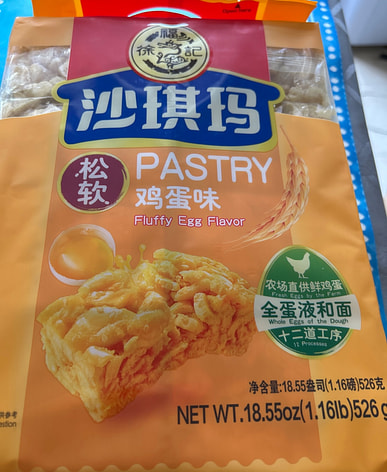 福
徐 記
沙琪玛
松软
PASTRY
鸡蛋味
Fluffy Egg Flavor
农场直供鲜鸡蛋
Fresh Eggs by the Farm
全蛋液和面
Whole Eggs of the Dough
十二道工序
12 Processes
净含量:18.55盎司(1.16磅)526克
NET WT.18.55oz(1.16lb)526g
供参考